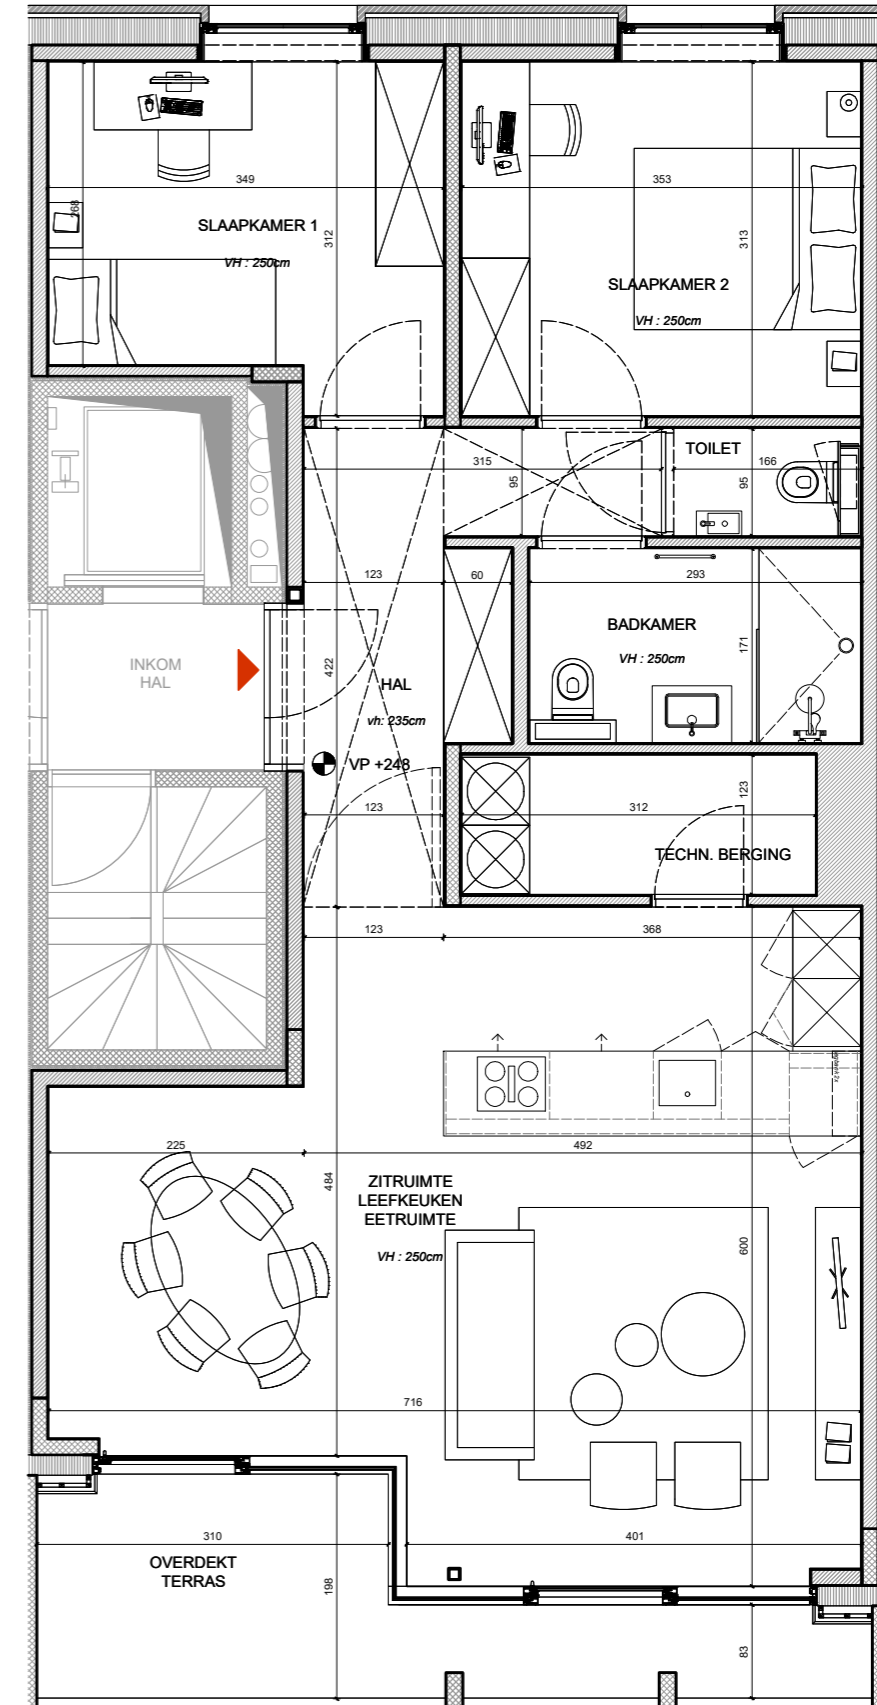 349
353
268
SLAAPKAMER 1
312
VH : 250cm
313
SLAAPKAMER 2
VH : 250cm
TOILET
315
166
95
95
123
60
293
BADKAMER
VH : 250cm
171
INKOM
HAL
422
HAL
vh: 235cm
VP +248
123
312
123
TECHN. BERGING
123
368
225
492
484
ZITRUIMTE
LEEFKEUKEN
EETRUIMTE
VH : 250cm
600
716
310
401
OVERDEKT
TERRAS
198
83